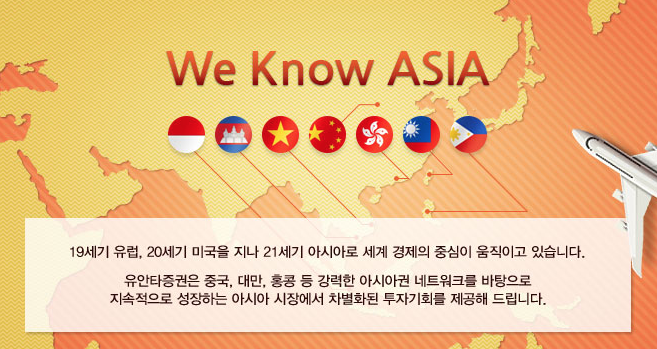 We Know ASIA
19세기 유럽, 20세기 미국을 지나 21세기 아시아로 세계 경제의 중심이 움직이고 있습니다.
유안타증권은 중국, 대만, 홍콩 등 강력한 아시아권 네트워크를 바탕으로
지속적으로 성장하는 아시아 시장에서 차별화된 투자기회를 제공해 드립니다.